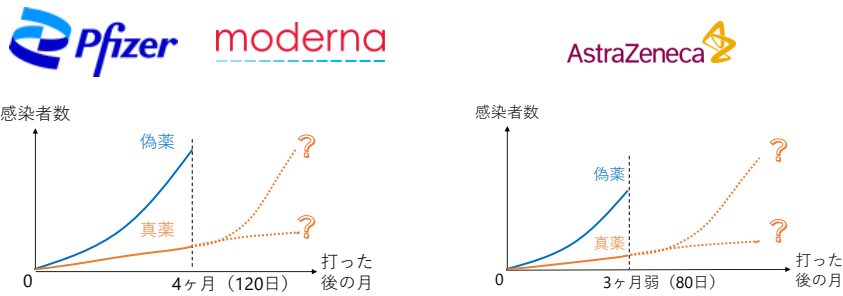 Pfizer
moderna
AstraZeneca
感染者数
偽薬
?
真薬
?
0
4ヶ月（120日）
打った
後の月
感染者数
偽薬
?
真薬
?
0
3ヶ月弱（80日）
打った
後の月